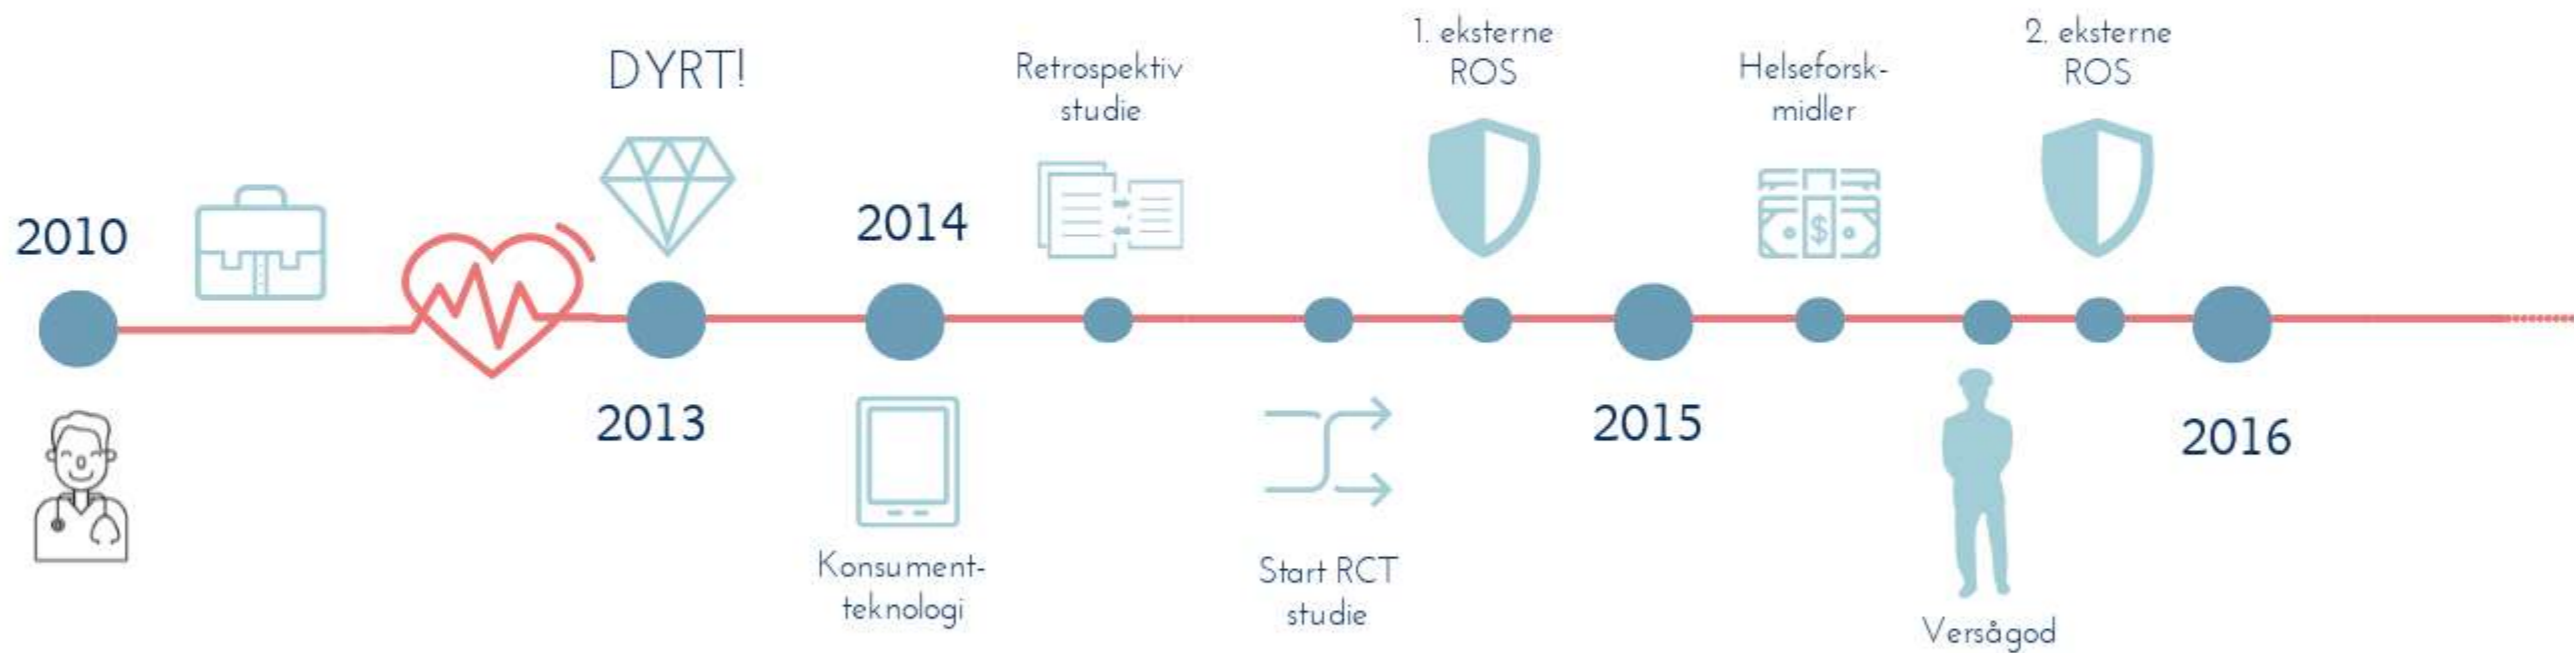 2010
DYRT!
2013
2014
Konsument-
teknologi
Retrospektiv
studie
Start RCT
studie
1. eksterne
ROS
2015
Helseforsk-
midler
$
Versågod
2. eksterne
ROS
2016